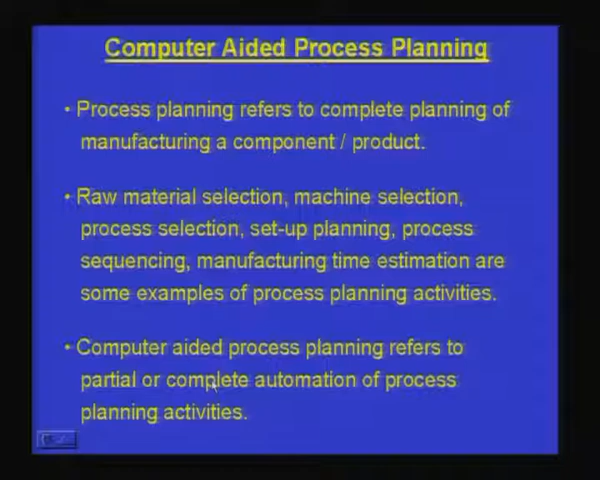 Computer Aided Process Planning
• Process planning refers to complete planning of
manufacturing a component / product.
• Raw material selection, machine selection,
process selection, set-up planning, process
sequencing, manufacturing time estimation are
some examples of process planning activities.
• Computer aided process planning refers to
partial or complete automation of process
planning activities.